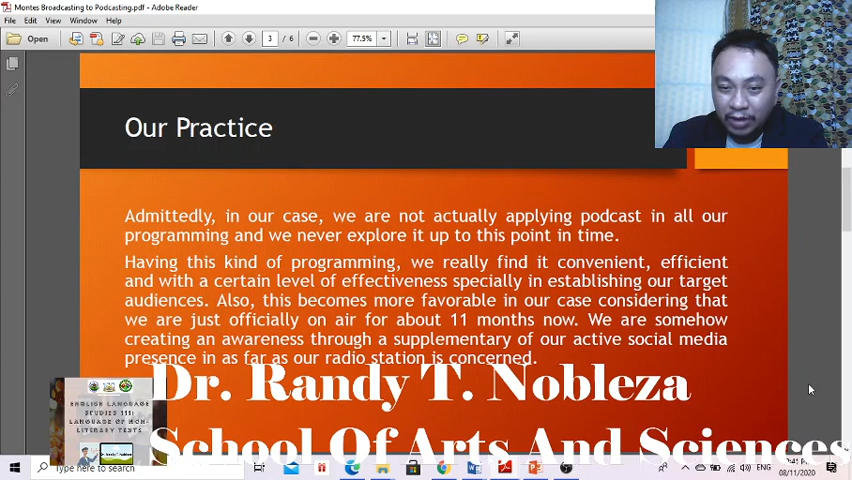 Montes Broadcasting to Podcasting.pdf - Adobe Reader
File Edit View Window Help
Open 3 / 6 77.5%
Our Practice
Admittedly, in our case, we are not actually applying podcast in all our
programming and we never explore it up to this point in time.
Having this kind of programming, we really find it convenient, efficient
and with a certain level of effectiveness specially in establishing our target
audiences. Also, this becomes more favorable in our case considering that
we are just officially on air for about 11 months now. We are somehow
creating an awareness through a supplementary of our active social media
presence in as far as our radio station is concerned.
Dr. Randy T. Nobleza
School Of Arts And Sciences
ENGLISH LANGUAGE
STUDIES 111:
LANGUAGE OF NON-
LITERARY TEXTS
Type here to search
ENG
08/11/2020